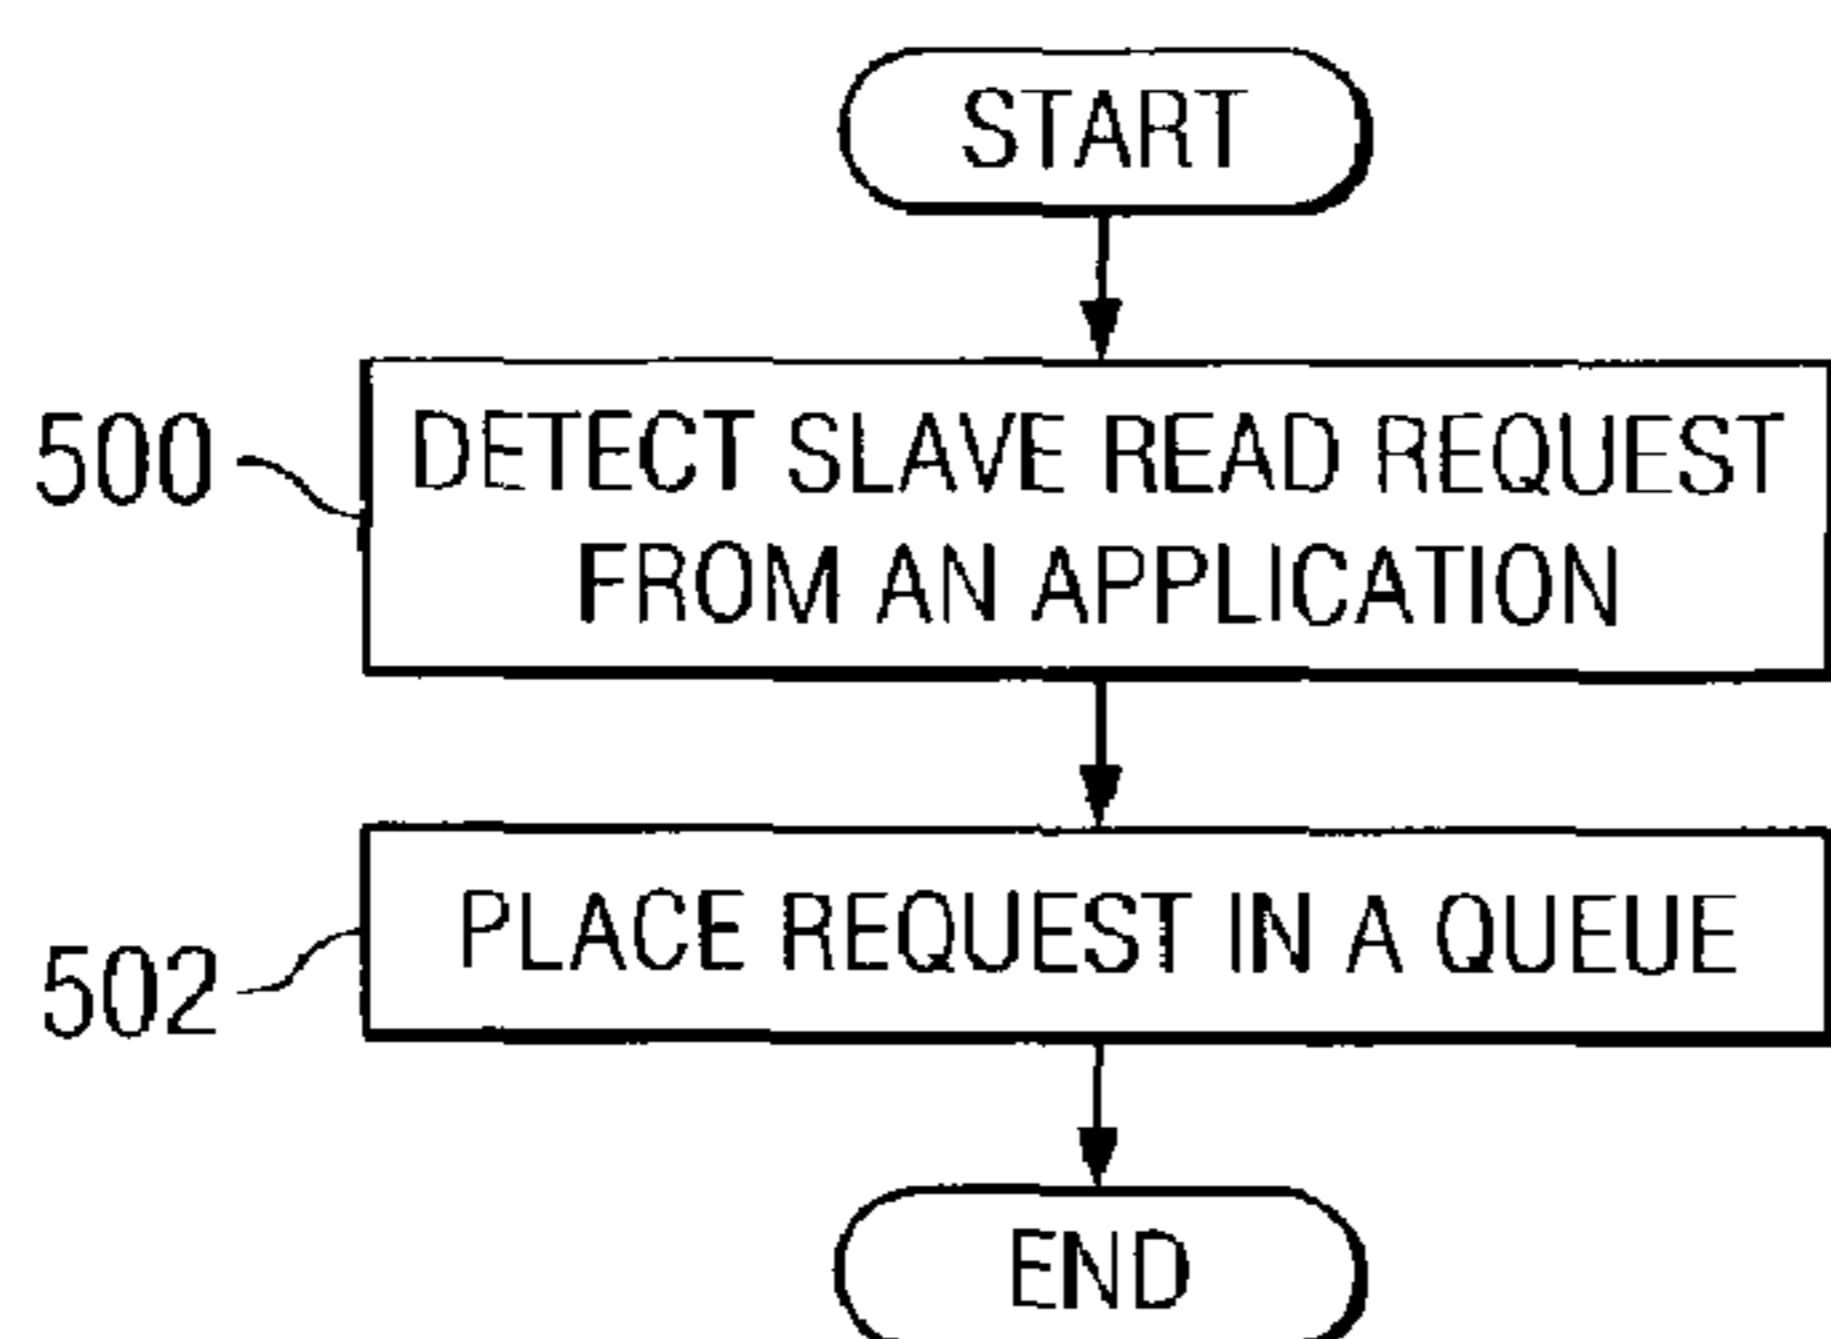 START
500
DETECT SLAVE READ REQUEST
FROM AN APPLICATION
502
PLACE REQUEST IN A QUEUE
END